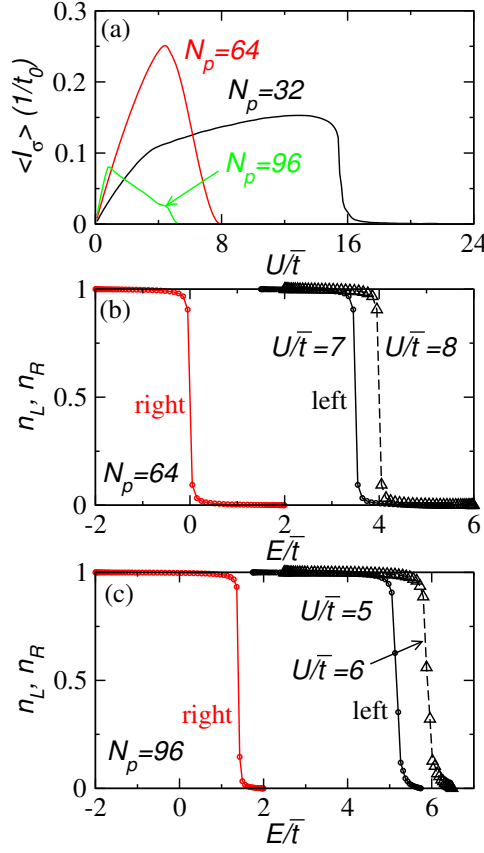 (a)
N_p=64
N_p=32
N_p=96
<I_σ> (1/t_0)
0.3
0.2
0.1
0
0 8 16 24
U/t̅
(b)
n_L, n_R
1
0.5
0
right
U/t̅=7
U/t̅=8
left
N_p=64
-2 0 2 4 6
E/t̅
(c)
n_L, n_R
1
0.5
0
U/t̅=5
U/t̅=6
right
left
N_p=96
-2 0 2 4 6
E/t̅